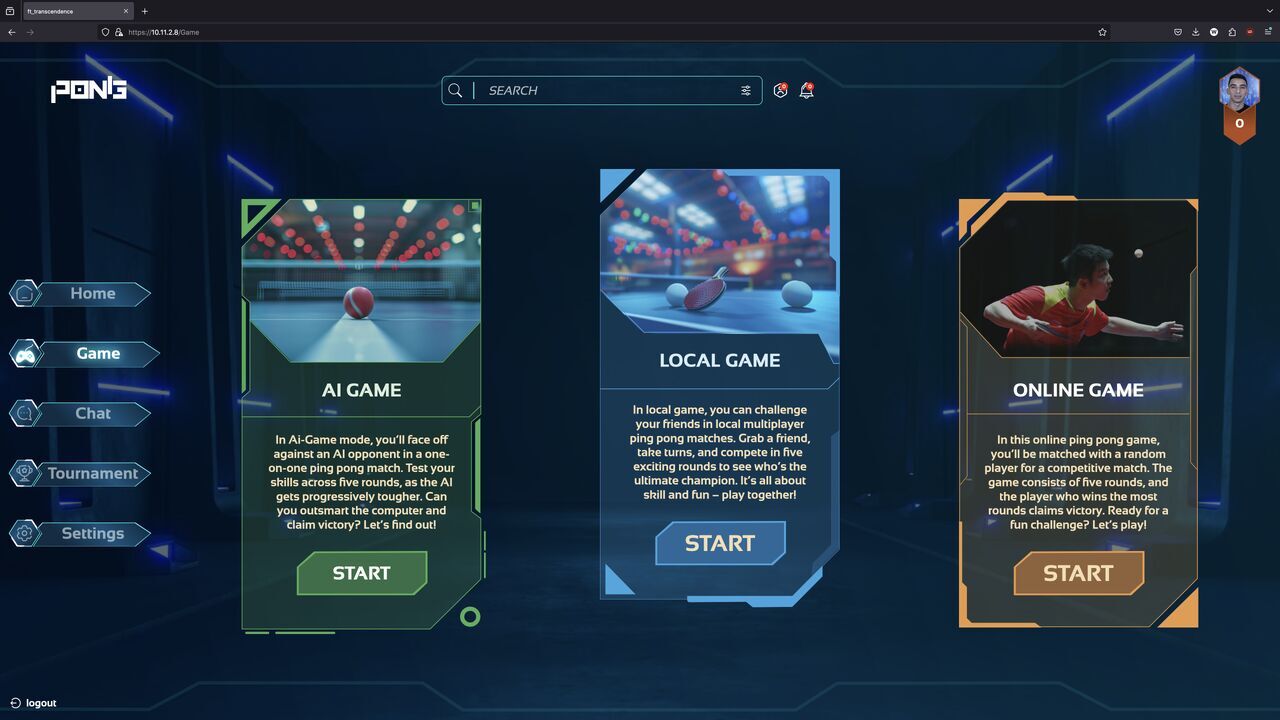 ft_transcendence
https://10.11.2.8/Game
PONG
SEARCH
0
Home
Game
Chat
Tournament
Settings
AI GAME
In Ai-Game mode, you'll face off
against an AI opponent in a one-
on-one ping pong match. Test your
skills across five rounds, as the AI
gets progressively tougher. Can
you outsmart the computer and
claim victory? Let's find out!
START
LOCAL GAME
In local game, you can challenge
your friends in local multiplayer
ping pong matches. Grab a friend,
take turns, and compete in five
exciting rounds to see who's the
ultimate champion. It's all about
skill and fun – play together!
START
ONLINE GAME
In this online ping pong game,
you'll be matched with a random
player for a competitive match. The
game consists of five rounds, and
the player who wins the most
rounds claims victory. Ready for a
fun challenge? Let's play!
START
logout